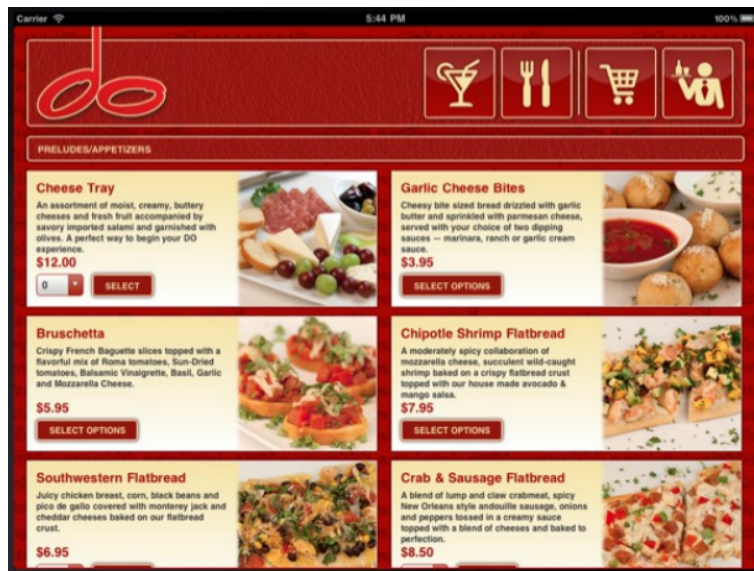 Carrier
5:44 PM
100%
do
PRELUDES/APPETIZERS
Cheese Tray
An assortment of moist, creamy, buttery
cheeses and fresh fruit accompanied by
savory imported salami and garnished with
olives. A perfect way to begin your DO
experience.
$12.00
0
SELECT
Garlic Cheese Bites
Cheesy bite sized bread drizzled with garlic
butter and sprinkled with parmesan cheese,
served with your choice of two dipping
sauces — marinara, ranch or garlic cream
sauce.
$3.95
SELECT OPTIONS
Bruschetta
Crispy French Baguette slices topped with a
flavorful mix of Roma tomatoes, Sun-Dried
tomatoes, Balsamic Vinaigrette, Basil, Garlic
and Mozzarella Cheese.
$5.95
SELECT OPTIONS
Chipotle Shrimp Flatbread
A moderately spicy collaboration of
mozzarella cheese, succulent wild-caught
shrimp baked on a crispy flatbread crust
topped with our house made avocado &
mango salsa.
$7.95
SELECT OPTIONS
Southwestern Flatbread
Juicy chicken breast, corn, black beans and
pico de gallo covered with monterey jack and
cheddar cheeses baked on our flatbread
crust.
$6.95
Crab & Sausage Flatbread
A blend of lump and claw crabmeat, spicy
New Orleans style andouille sausage, onions
and peppers tossed in a creamy sauce
topped with a blend of cheeses and baked to
perfection.
$8.50